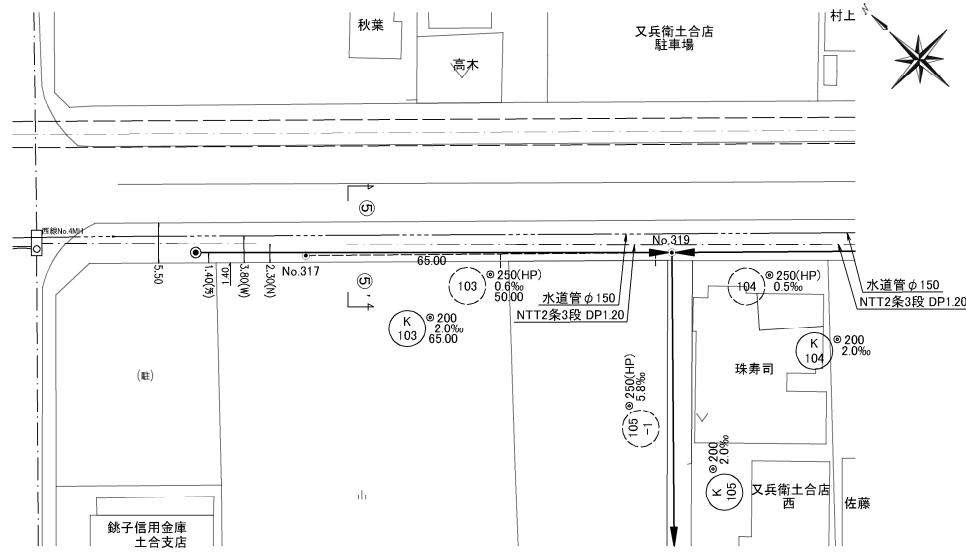 秋葉
高木
又兵衛土合店
駐車場
村上
N
西線No.4MH
5.50
1.40(汚)
1.40
3.80(W)
2.30(N)
No.317
65.00
No.319
⑤
⑤'
103
250(HP)
0.6‰
50.00
K
103
200
2.0‰
65.00
水道管φ150
NTT2条3段 DP1.20
104
250(HP)
0.5‰
水道管φ150
NTT2条3段 DP1.20
K
104
200
2.0‰
珠寿司
105
-1
250(HP)
5.8‰
K
105
200
2.0‰
(駐)
銚子信用金庫
土合支店
又兵衛土合店
西
佐藤